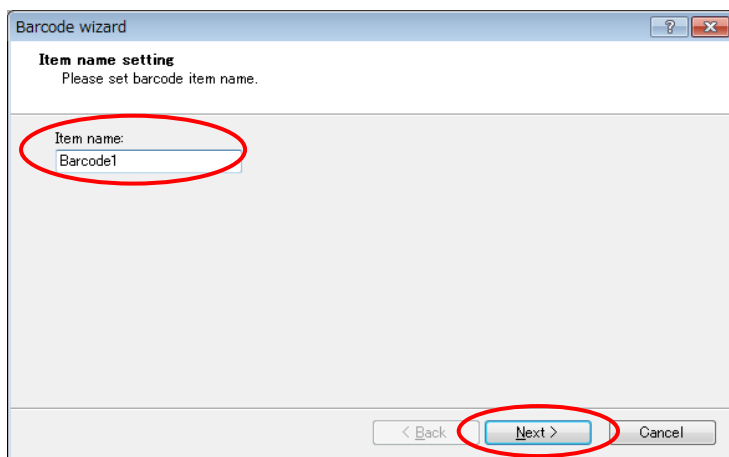 Barcode wizard
Item name setting
Please set barcode item name.
Item name:
Barcode1
< Back
Next >
Cancel